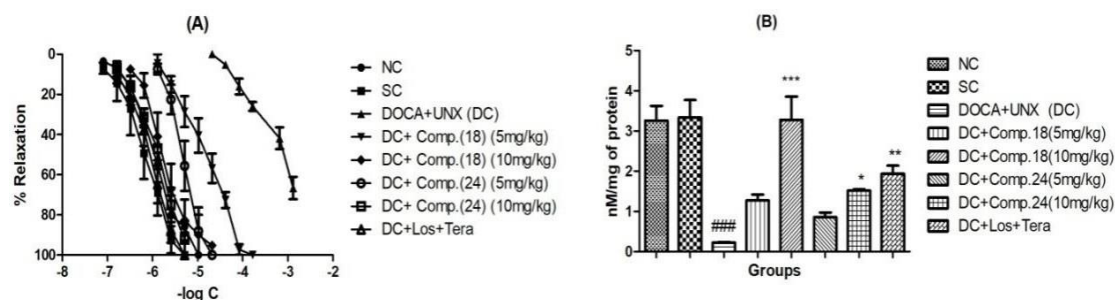 (A)
% Relaxation
0
20
40
60
80
100
-8
-7
-6
-5
-4
-3
-2
-log C
NC
SC
DOCA+UNX (DC)
DC+ Comp.(18) (5mg/kg)
DC+ Comp.(18) (10mg/kg)
DC+ Comp.(24) (5mg/kg)
DC+ Comp.(24) (10mg/kg)
DC+Los+Tera
(B)
nM/mg of protein
5
4
3
2
1
0
###
***
*
**
Groups
NC
SC
DOCA+UNX (DC)
DC+Comp.18(5mg/kg)
DC+Comp.18(10mg/kg)
DC+Comp.24(5mg/kg)
DC+Comp.24(10mg/kg)
DC+Los+Tera